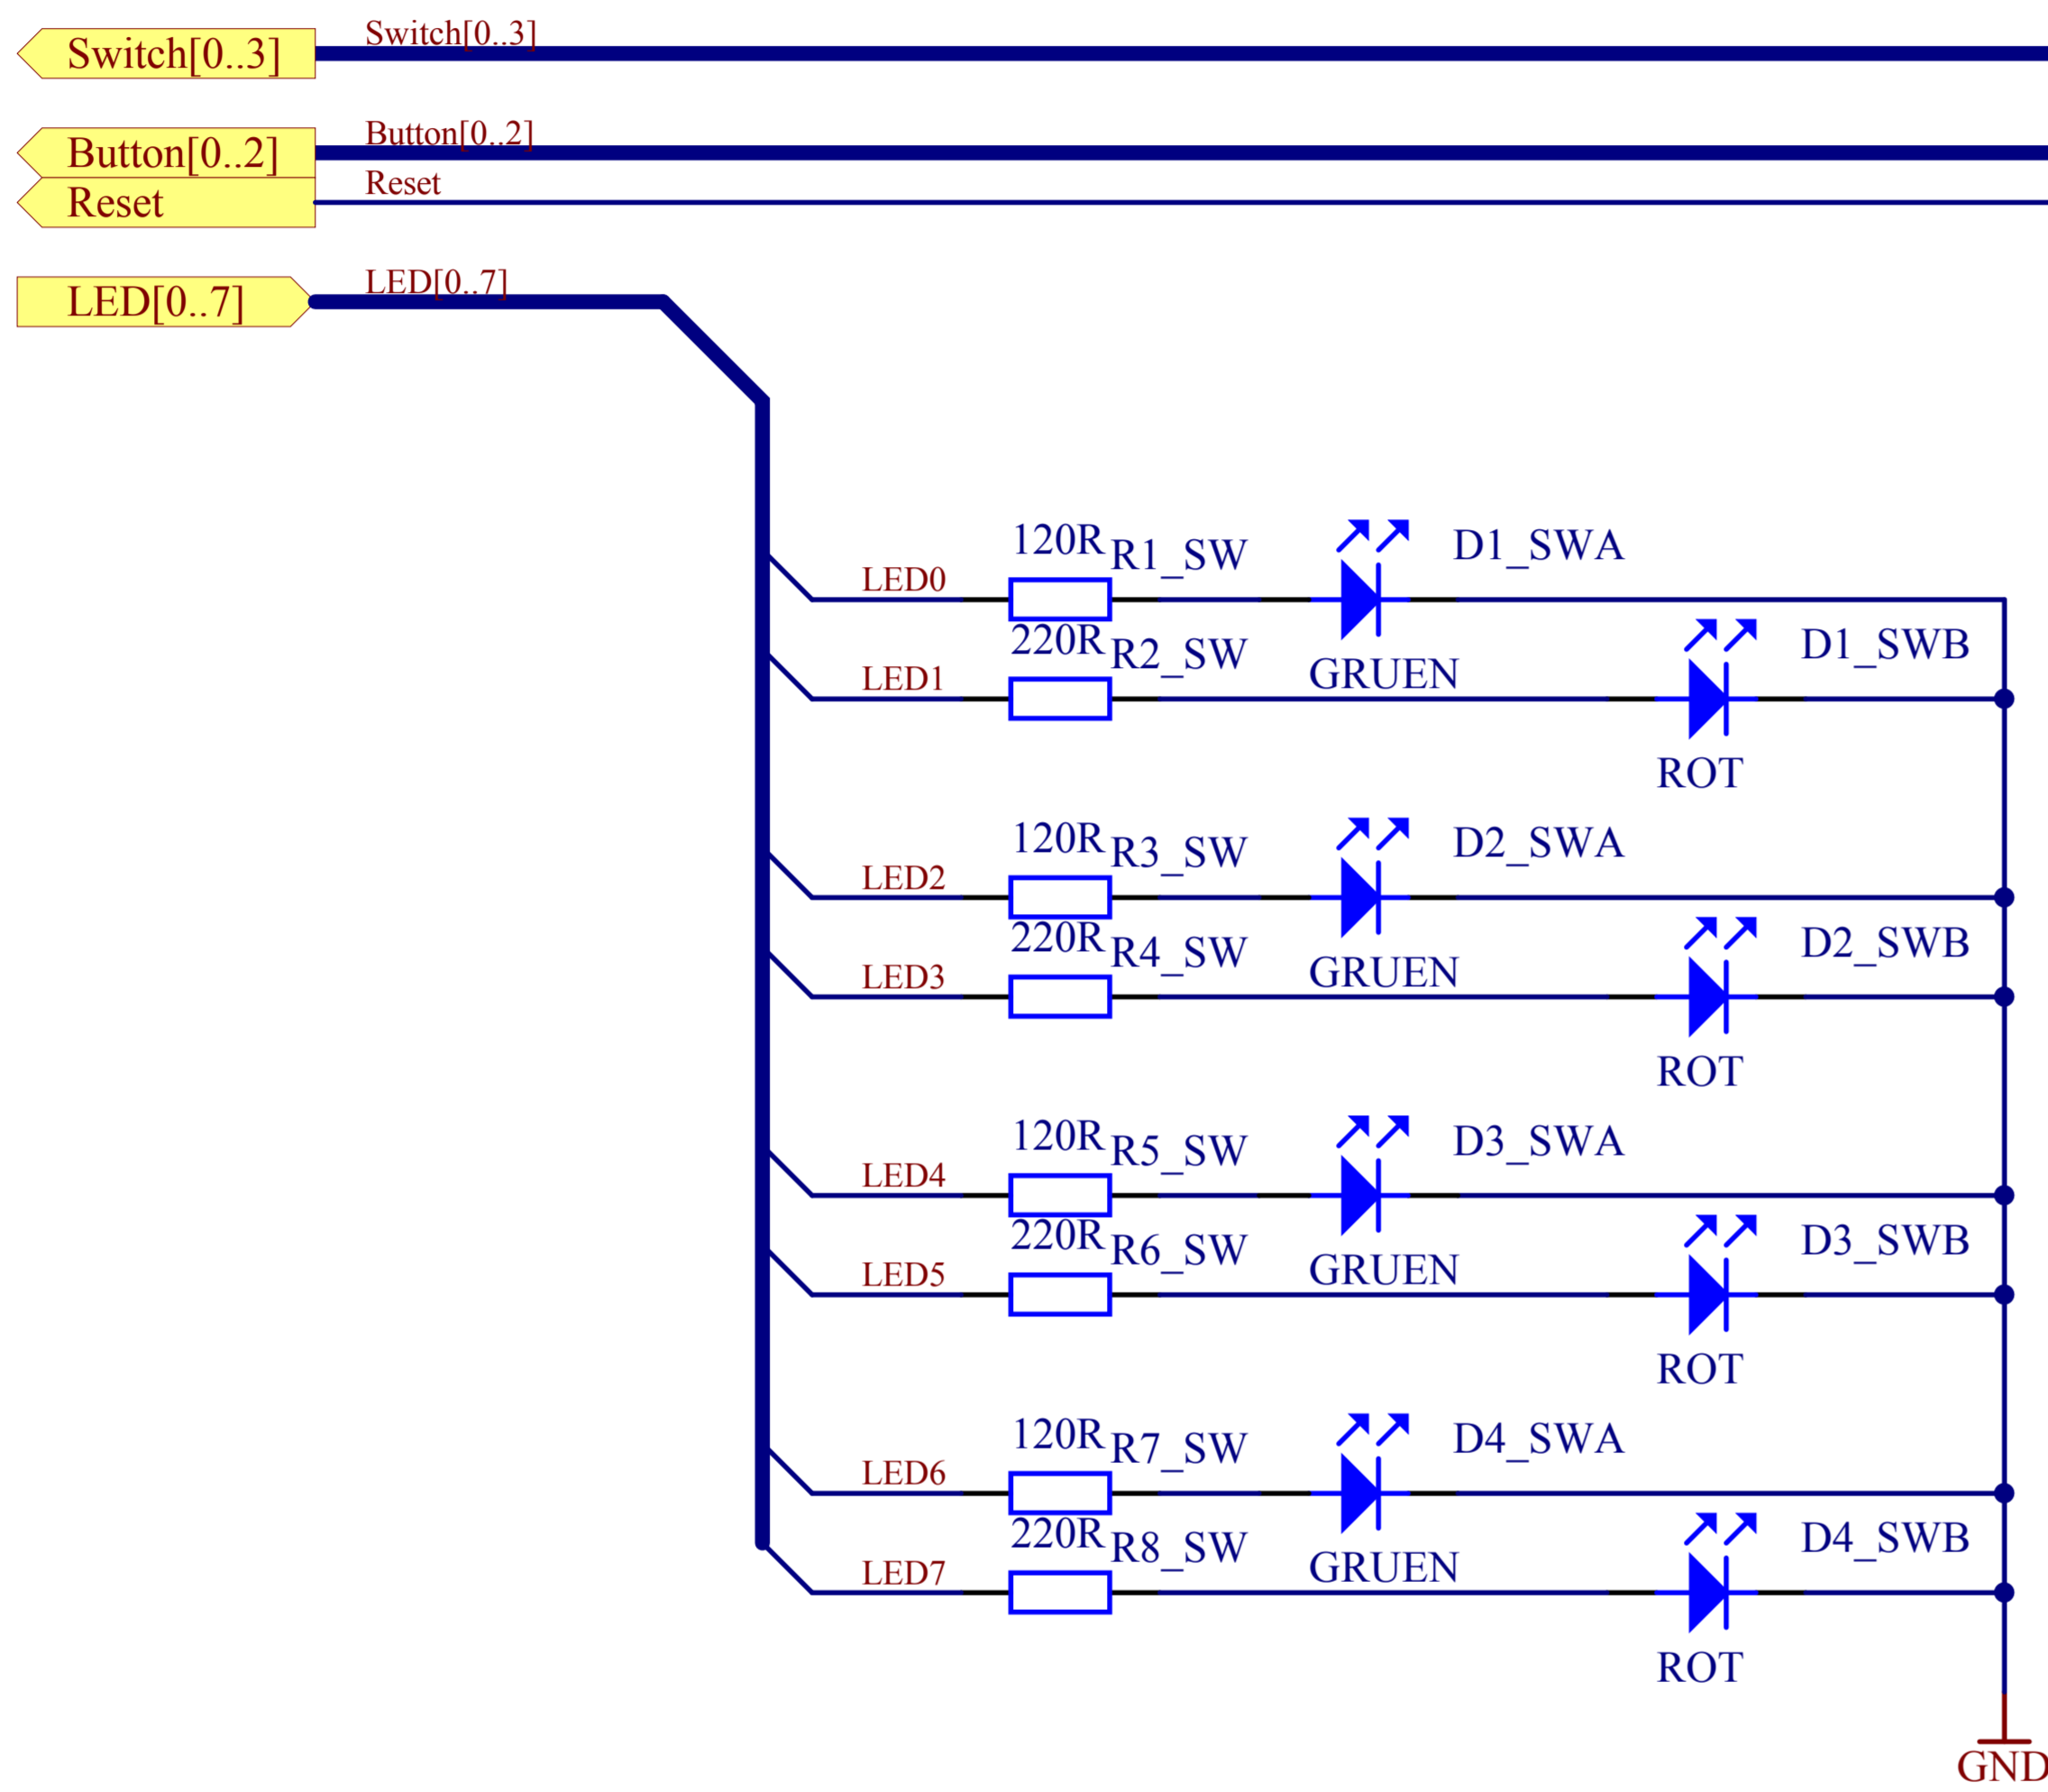 Switch[0..3] Switch[0..3]
Button[0..2] Button[0..2]
Reset Reset
LED[0..7] LED[0..7]
LED0 120R R1_SW D1_SWA
GRUEN
LED1 220R R2_SW D1_SWB
ROT
LED2 120R R3_SW D2_SWA
GRUEN
LED3 220R R4_SW D2_SWB
ROT
LED4 120R R5_SW D3_SWA
GRUEN
LED5 220R R6_SW D3_SWB
ROT
LED6 120R R7_SW D4_SWA
GRUEN
LED7 220R R8_SW D4_SWB
ROT
GND